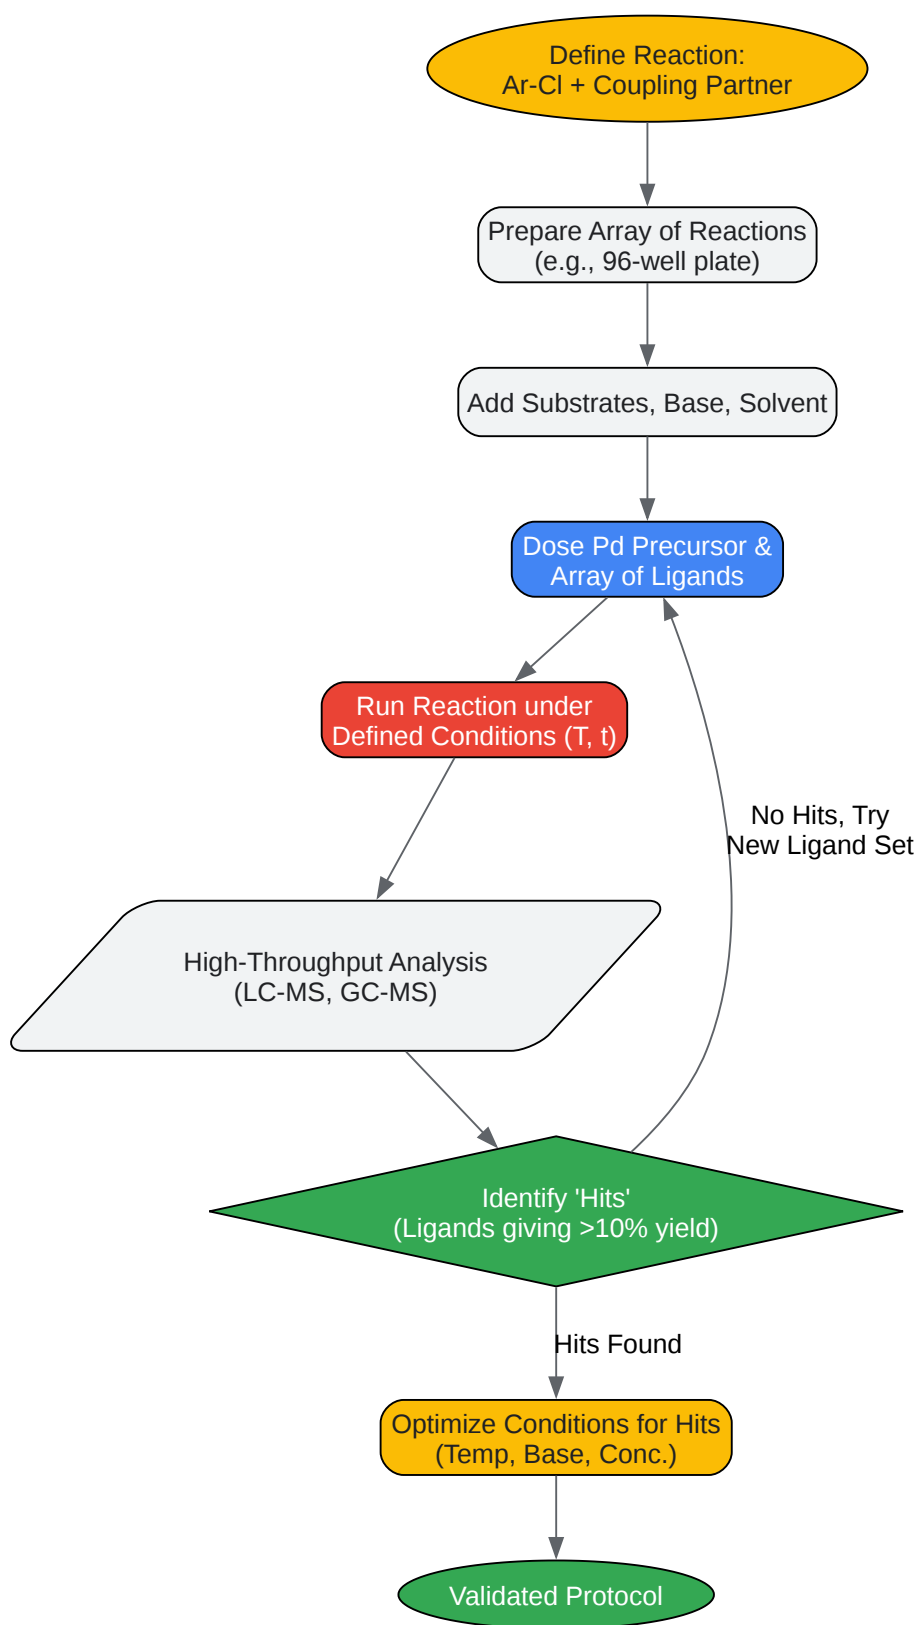 Define Reaction:
Ar-Cl + Coupling Partner
Prepare Array of Reactions
(e.g., 96-well plate)
Add Substrates, Base, Solvent
Dose Pd Precursor &
Array of Ligands
Run Reaction under
Defined Conditions (T, t)
No Hits, Try
New Ligand Set
High-Throughput Analysis
(LC-MS, GC-MS)
Identify 'Hits'
(Ligands giving >10% yield)
Hits Found
Optimize Conditions for Hits
(Temp, Base, Conc.)
Validated Protocol